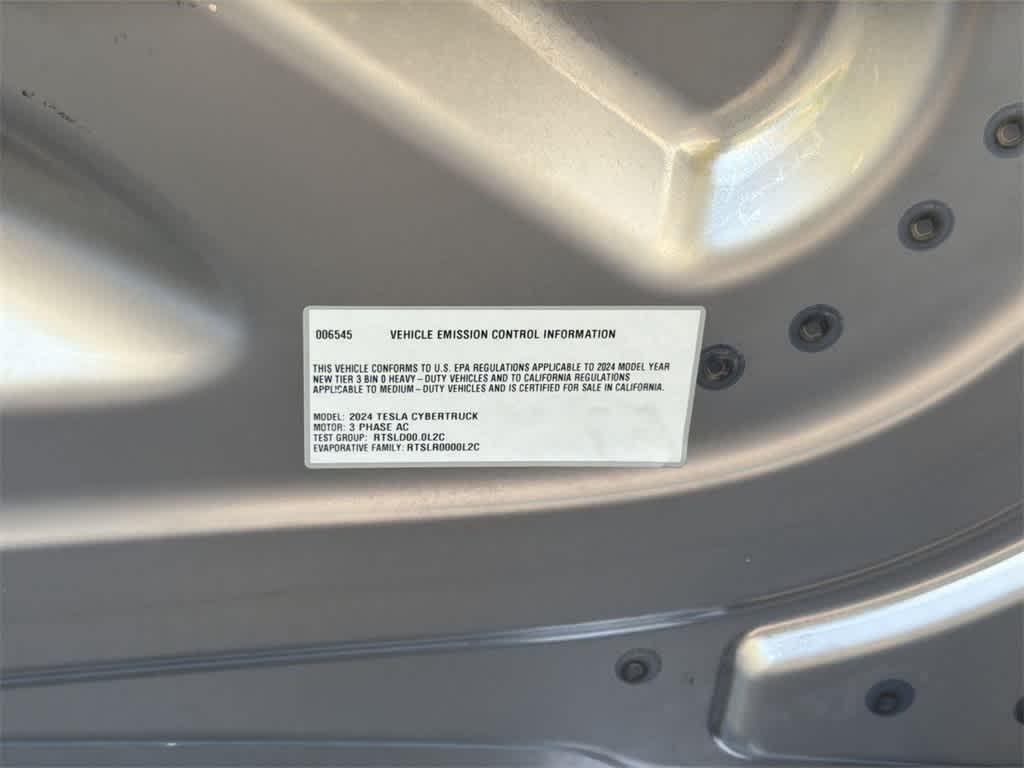 006545 VEHICLE EMISSION CONTROL INFORMATION
THIS VEHICLE CONFORMS TO U.S. EPA REGULATIONS APPLICABLE TO 2024 MODEL YEAR
NEW TIER 3 BIN 0 HEAVY – DUTY VEHICLES AND TO CALIFORNIA REGULATIONS
APPLICABLE TO MEDIUM – DUTY VEHICLES AND IS CERTIFIED FOR SALE IN CALIFORNIA.
MODEL: 2024 TESLA CYBERTRUCK
MOTOR: 3 PHASE AC
TEST GROUP: RTSLD00.0L2C
EVAPORATIVE FAMILY: RTSLR0000L2C